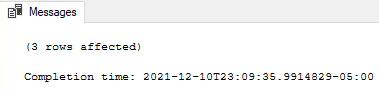 Messages
(3 rows affected)
Completion time: 2021-12-10T23:09:35.9914829-05:00